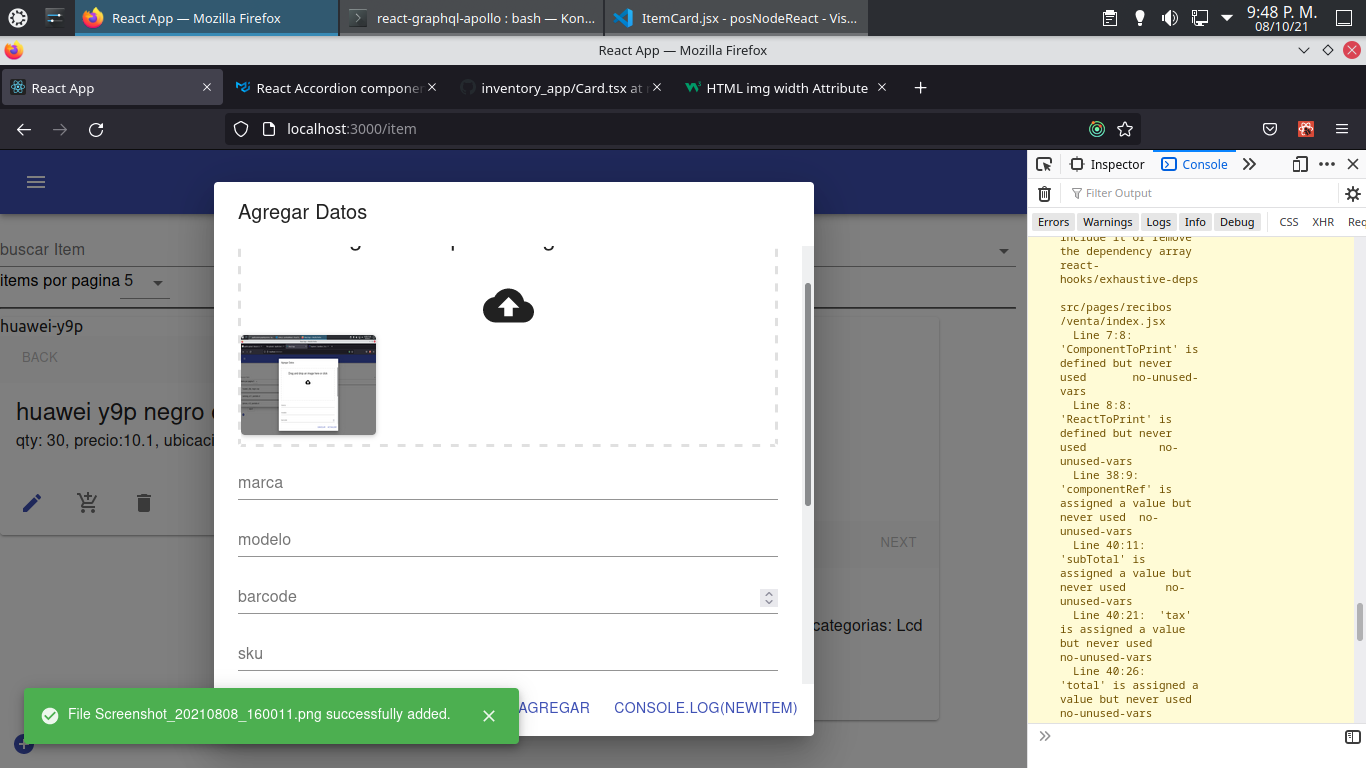 React App — Mozilla Firefox
react-graphql-apollo : bash — Kon...
ItemCard.jsx - posNodeReact - Vis...
9:48 P. M.
08/10/21
React App — Mozilla Firefox
React App
React Accordion componen
inventory_app/Card.tsx at
HTML img width Attribute
localhost:3000/item
Inspector
Console
Filter Output
Errors
Warnings
Logs
Info
Debug
CSS
XHR
Req
buscar Item
items por pagina 5
huawei-y9p
BACK
huawei y9p negro
qty: 30, precio:10.1, ubicaci
NEXT
categorias: Lcd
Agregar Datos
marca
modelo
barcode
sku
AGREGAR
CONSOLE.LOG(NEWITEM)
File Screenshot_20210808_160011.png successfully added.
include it or remove
the dependency array
react-
hooks/exhaustive-deps
src/pages/recibos
/venta/index.jsx
Line 7:8:
'ComponentToPrint' is
defined but never
used no-unused-
vars
Line 8:8:
'ReactToPrint' is
defined but never
used no-
unused-vars
Line 38:9:
'componentRef' is
assigned a value but
never used no-
unused-vars
Line 40:11:
'subTotal' is
assigned a value but
never used no-
unused-vars
Line 40:21: 'tax'
is assigned a value
but never used
no-unused-vars
Line 40:26:
'total' is assigned a
value but never used
no-unused-vars